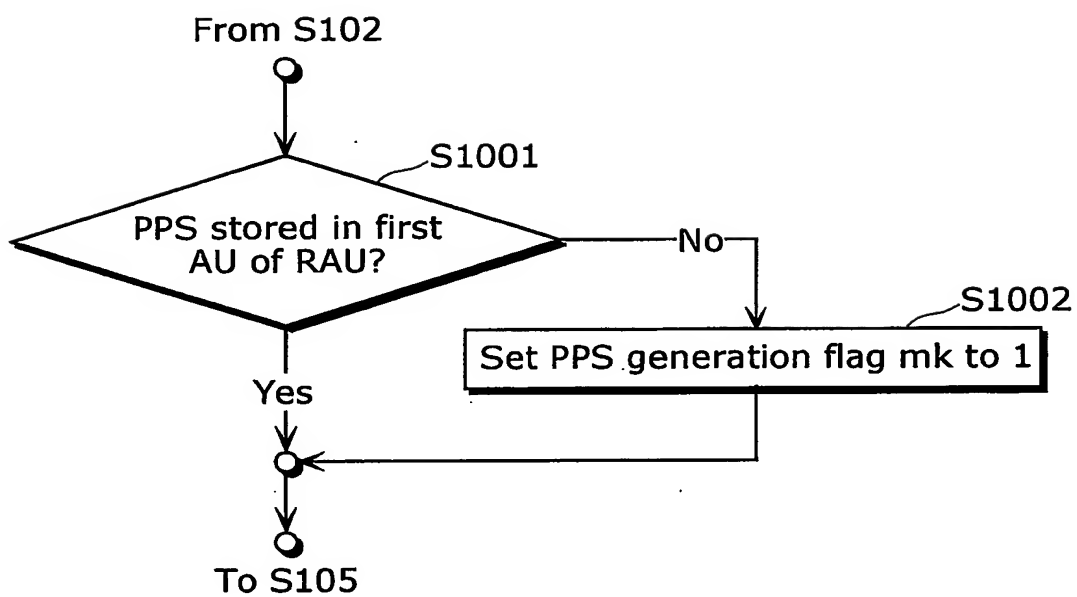 From S102
S1001
PPS stored in first
AU of RAU?
No
S1002
Set PPS generation flag mk to 1
Yes
To S105